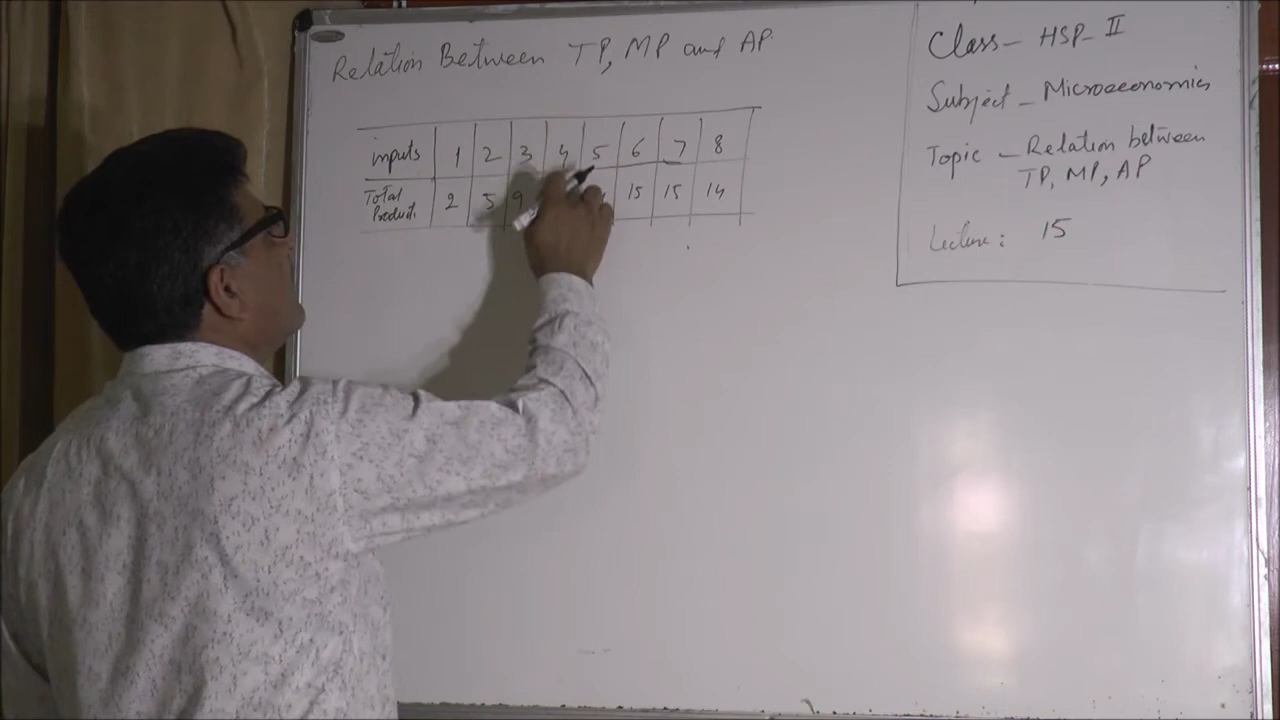 Relation Between TP, MP and AP.
inputs 1 2 3 4 5 6 7 8
Total Product. 2 5 9 15 15 14
Class - HSP - II
Subject - Microeconomics
Topic - Relation between
TP, MP, AP
Lecture: 15